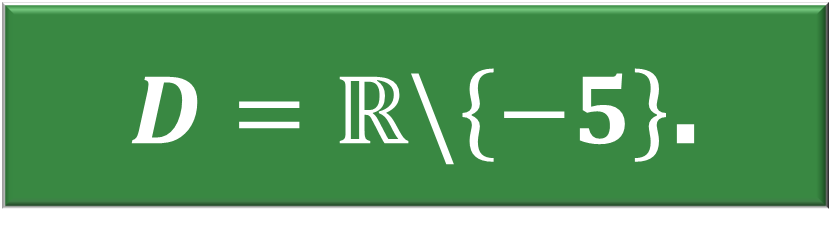 D = ℝ\{−5}.